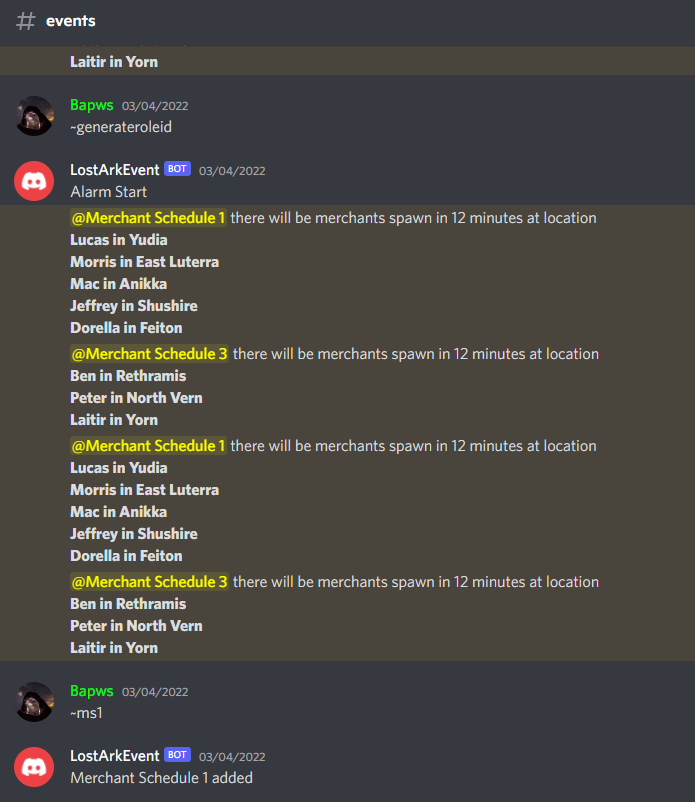 # events
Laitir in Yorn
Bapws 03/04/2022
~generateroleid
LostArkEvent BOT 03/04/2022
Alarm Start
@Merchant Schedule 1 there will be merchants spawn in 12 minutes at location
Lucas in Yudia
Morris in East Luterra
Mac in Anikka
Jeffrey in Shushire
Dorella in Feiton
@Merchant Schedule 3 there will be merchants spawn in 12 minutes at location
Ben in Rethramis
Peter in North Vern
Laitir in Yorn
@Merchant Schedule 1 there will be merchants spawn in 12 minutes at location
Lucas in Yudia
Morris in East Luterra
Mac in Anikka
Jeffrey in Shushire
Dorella in Feiton
@Merchant Schedule 3 there will be merchants spawn in 12 minutes at location
Ben in Rethramis
Peter in North Vern
Laitir in Yorn
Bapws 03/04/2022
~ms1
LostArkEvent BOT 03/04/2022
Merchant Schedule 1 added